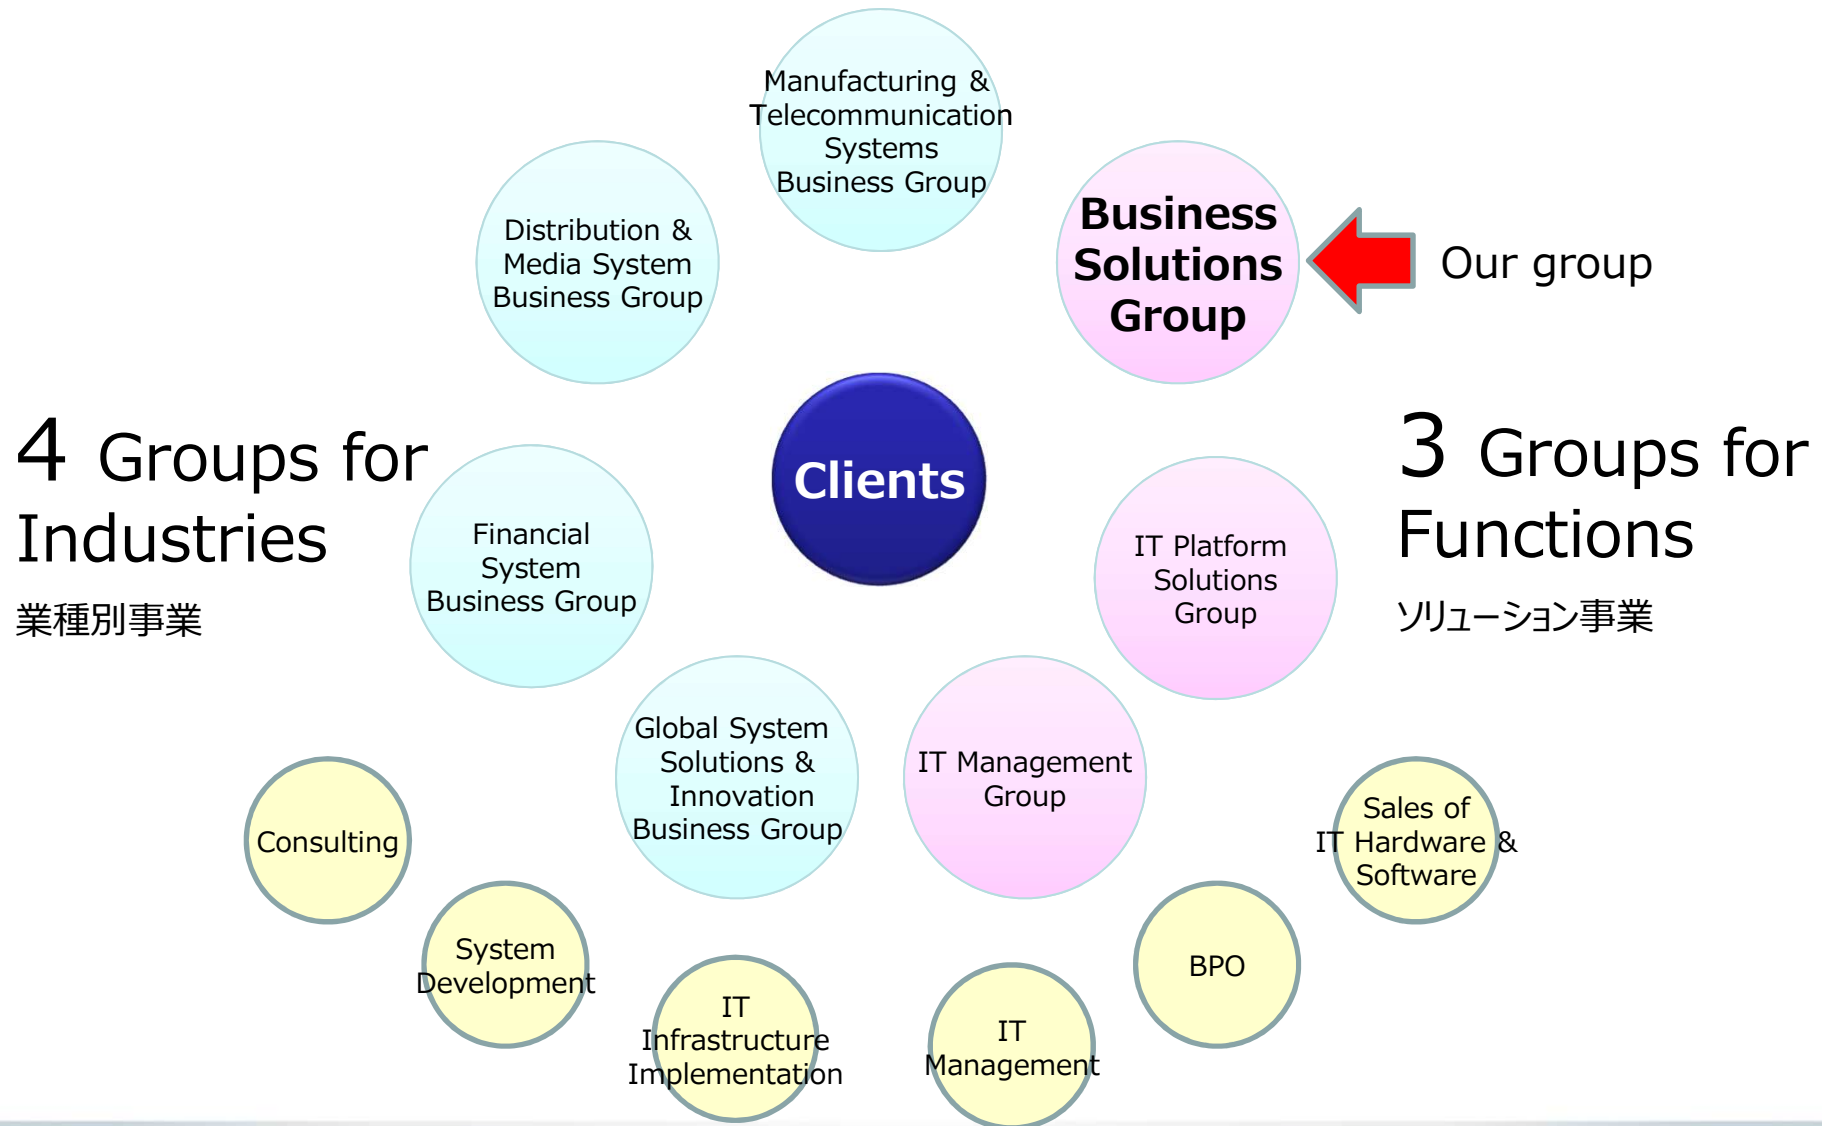 Manufacturing &
Telecommunication
Systems
Business Group
Distribution &
Media System
Business Group
Business
Solutions
Group
Our group
4 Groups for
Industries
業種別事業
Clients
3 Groups for
Functions
ソリューション事業
Financial
System
Business Group
IT Platform
Solutions
Group
Global System
Solutions &
Innovation
Business Group
IT Management
Group
Consulting
System
Development
IT
Infrastructure
Implementation
IT
Management
BPO
Sales of
IT Hardware &
Software